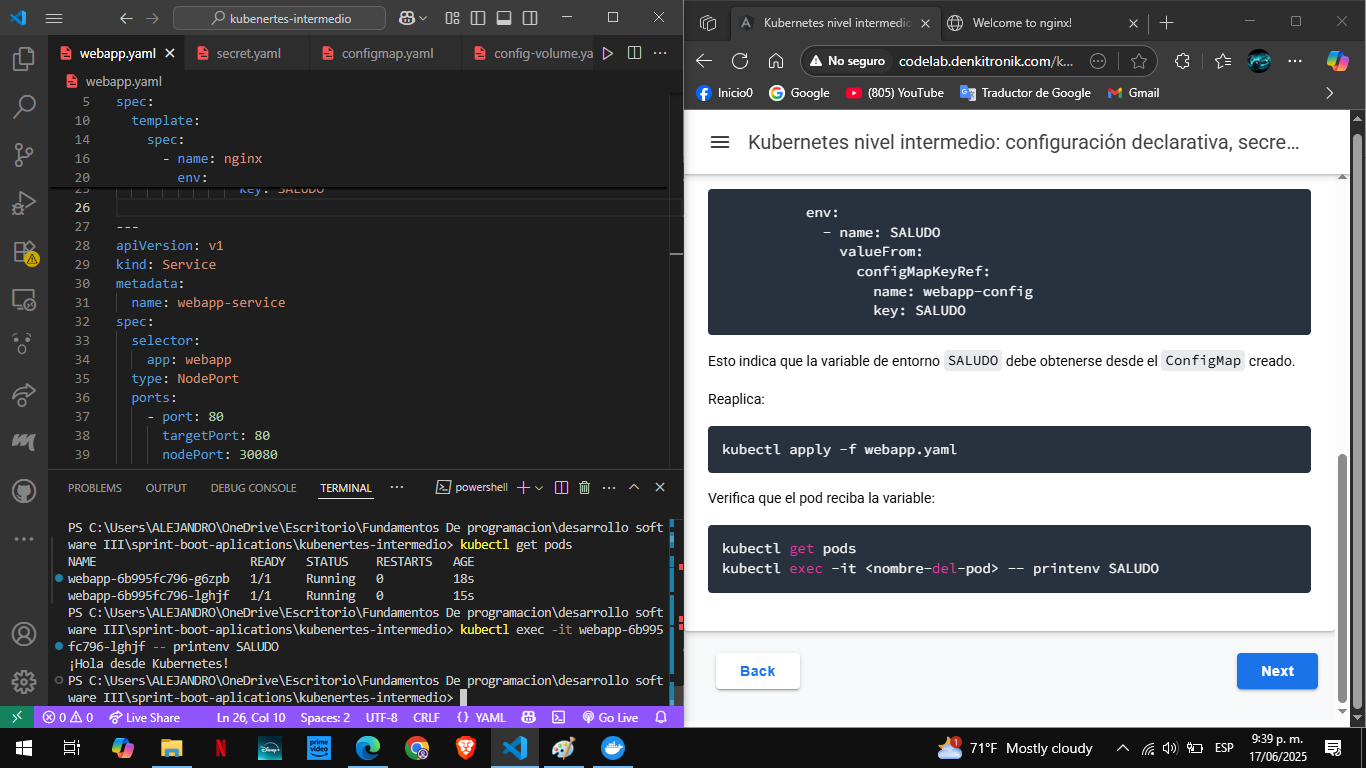 kubenertes-intermedio
webapp.yaml
secret.yaml
configmap.yaml
config-volume.ya
webapp.yaml
5 spec:
10 template:
14 spec:
16 - name: nginx
20 env:
25 key: SALUDO
26
27 ---
28 apiVersion: v1
29 kind: Service
30 metadata:
31 name: webapp-service
32 spec:
33 selector:
34 app: webapp
35 type: NodePort
36 ports:
37 - port: 80
38 targetPort: 80
39 nodePort: 30080
PROBLEMS OUTPUT DEBUG CONSOLE TERMINAL ··· powershell
PS C:\Users\ALEJANDRO\OneDrive\Escritorio\Fundamentos De programacion\desarrollo soft
ware III\sprint-boot-aplications\kubenertes-intermedio> kubectl get pods
NAME READY STATUS RESTARTS AGE
webapp-6b995fc796-g6zpb 1/1 Running 0 18s
webapp-6b995fc796-lghjf 1/1 Running 0 15s
PS C:\Users\ALEJANDRO\OneDrive\Escritorio\Fundamentos De programacion\desarrollo soft
ware III\sprint-boot-aplications\kubenertes-intermedio> kubectl exec -it webapp-6b995
fc796-lghjf -- printenv SALUDO
¡Hola desde Kubernetes!
PS C:\Users\ALEJANDRO\OneDrive\Escritorio\Fundamentos De programacion\desarrollo soft
ware III\sprint-boot-aplications\kubenertes-intermedio>
0 0 Live Share Ln 26, Col 10 Spaces: 2 UTF-8 CRLF {} YAML Go Live
Kubernetes nivel intermedio
Welcome to nginx!
No seguro codelab.denkitronik.com/k...
Inicio0 Google (805) YouTube Traductor de Google Gmail
Kubernetes nivel intermedio: configuración declarativa, secre...
env:
- name: SALUDO
valueFrom:
configMapKeyRef:
name: webapp-config
key: SALUDO
Esto indica que la variable de entorno SALUDO debe obtenerse desde el ConfigMap creado.
Reaplica:
kubectl apply -f webapp.yaml
Verifica que el pod reciba la variable:
kubectl get pods
kubectl exec -it <nombre-del-pod> -- printenv SALUDO
Back
Next
Disney+
prime video
1
71°F Mostly cloudy
ESP
9:39 p. m.
17/06/2025